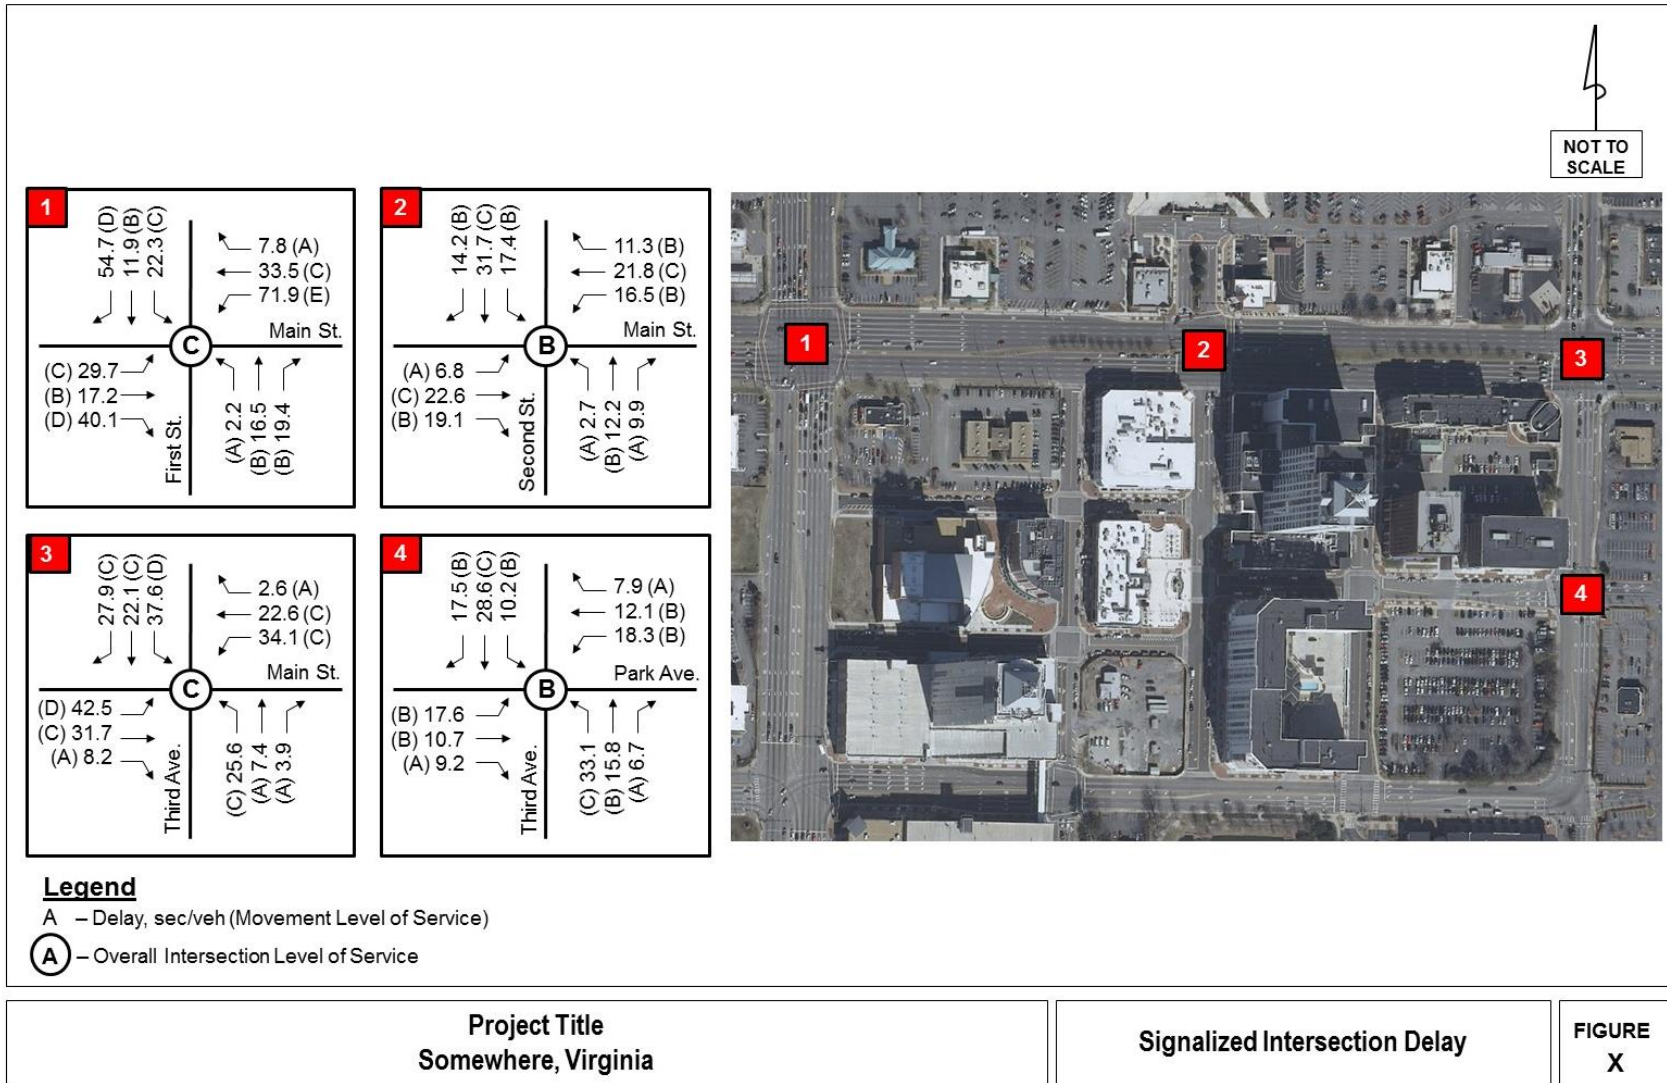 NOT TO
SCALE
1
54.7 (D)
11.9 (B)
22.3 (C)
7.8 (A)
33.5 (C)
71.9 (E)
Main St.
C
(C) 29.7
(B) 17.2
(D) 40.1
First St.
(A) 2.2
(B) 16.5
(B) 19.4
2
14.2 (B)
31.7 (C)
17.4 (B)
11.3 (B)
21.8 (C)
16.5 (B)
Main St.
B
(A) 6.8
(C) 22.6
(B) 19.1
Second St.
(A) 2.7
(B) 12.2
(A) 9.9
3
27.9 (C)
22.1 (C)
37.6 (D)
2.6 (A)
22.6 (C)
34.1 (C)
Main St.
C
(D) 42.5
(C) 31.7
(A) 8.2
Third Ave.
(C) 25.6
(A) 7.4
(A) 3.9
4
17.5 (B)
28.6 (C)
10.2 (B)
7.9 (A)
12.1 (B)
18.3 (B)
Park Ave.
B
(B) 17.6
(B) 10.7
(A) 9.2
Third Ave.
(C) 33.1
(B) 15.8
(A) 6.7
1
2
3
4
Legend
A – Delay, sec/veh (Movement Level of Service)
A – Overall Intersection Level of Service
Project Title
Somewhere, Virginia
Signalized Intersection Delay
FIGURE
X